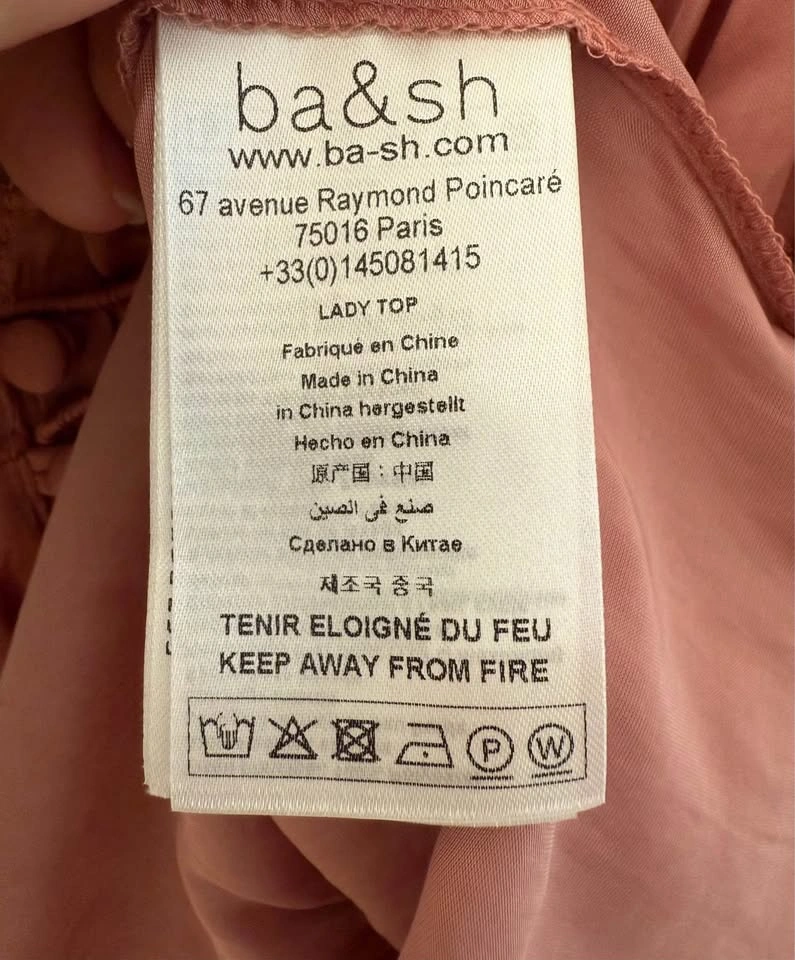 ba&sh
www.ba-sh.com
67 avenue Raymond Poincaré
75016 Paris
+33(0)145081415
LADY TOP
Fabriqué en Chine
Made in China
in China hergestellt
Hecho en China
原产国：中国
صنع في الصين
Сделано в Китае
제조국 중국
TENIR ELOIGNÉ DU FEU
KEEP AWAY FROM FIRE
P W